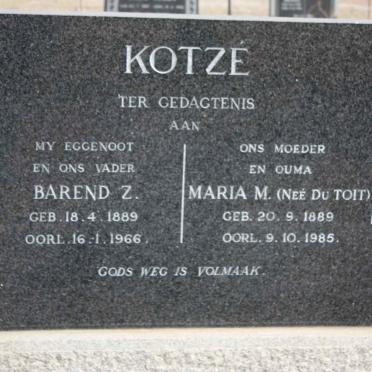 KOTZÉ
TER GEDAGTENIS
AAN
MY EGGENOOT
EN ONS VADER
BAREND Z.
GEB. 18. 4. 1889
OORL. 16-1. 1966.
ONS MOEDER
EN OUMA
MARIA M. (NEÉ DU TOIT)
GEB. 20. 9. 1889
OORL. 9. 10. 1985.
GODS WEG IS VOLMAAK.